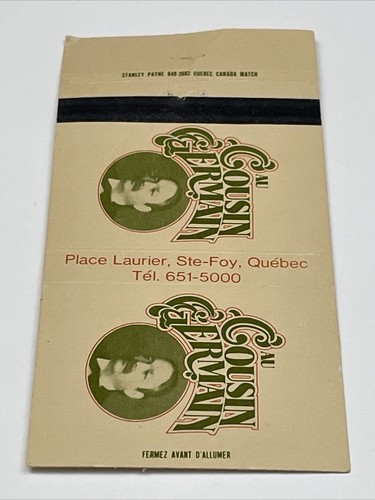 STANLEY PAYNE 849-3682 QUEBEC CANADA MATCH
AU
COUSIN
GERMAIN
Place Laurier, Ste-Foy, Québec
Tél. 651-5000
AU
COUSIN
GERMAIN
FERMEZ AVANT D'ALLUMER